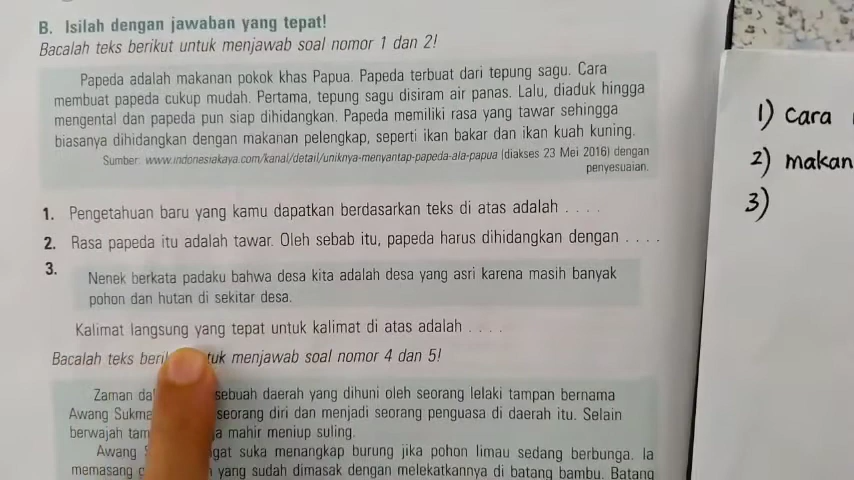 B. Isilah dengan jawaban yang tepat!
Bacalah teks berikut untuk menjawab soal nomor 1 dan 2!
Papeda adalah makanan pokok khas Papua. Papeda terbuat dari tepung sagu. Cara
membuat papeda cukup mudah. Pertama, tepung sagu disiram air panas. Lalu, diaduk hingga
mengental dan papeda pun siap dihidangkan. Papeda memiliki rasa yang tawar sehingga
biasanya dihidangkan dengan makanan pelengkap, seperti ikan bakar dan ikan kuah kuning.
Sumber: www.indonesiakaya.com/kanal/detail/uniknya-menyantap-papeda-ala-papua (diakses 23 Mei 2016) dengan
penyesuaian.
1. Pengetahuan baru yang kamu dapatkan berdasarkan teks di atas adalah . . . .
2. Rasa papeda itu adalah tawar. Oleh sebab itu, papeda harus dihidangkan dengan . . . .
3. Nenek berkata padaku bahwa desa kita adalah desa yang asri karena masih banyak
pohon dan hutan di sekitar desa.
Kalimat langsung yang tepat untuk kalimat di atas adalah . . . .
Bacalah teks menjawab soal nomor 4 dan 5!
Zaman sebuah daerah yang dihuni oleh seorang lelaki tampan bernama
Awang seorang diri dan menjadi seorang penguasa di daerah itu. Selain
berwajah mahir meniup suling.
Awang suka menangkap burung jika pohon limau sedang berbunga. Ia
memasang yang sudah dimasak dengan melekatkannya di batang bambu. Batang
1) Cara
2) makan
3)